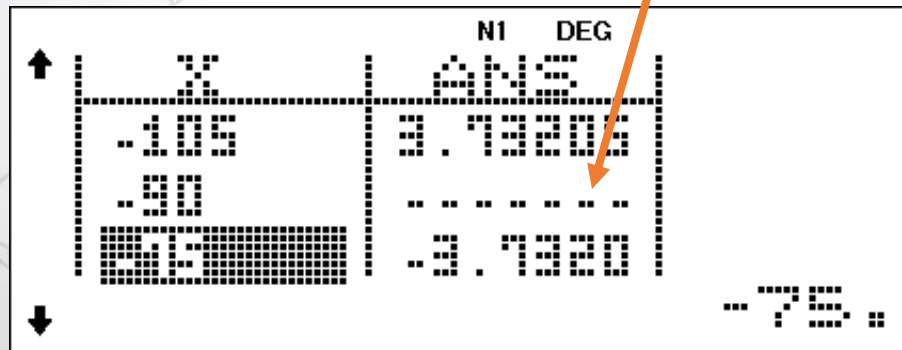 N1 DEG
X ANS
-105 3.73205
-90 -------
-75 -3.7320
-75.